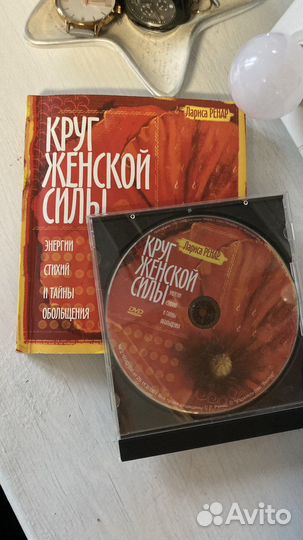 Лариса РЕНАР
КРУГ
ЖЕНСКОЙ
СИЛЫ
ЭНЕРГИИ
СТИХИЙ
И ТАЙНЫ
ОБОЛЬЩЕНИЯ
Лариса РЕНАР
КРУГ
ЖЕНСКОЙ
СИЛЫ
ЭНЕРГИИ
СТИХИЙ
И ТАЙНЫ
ОБОЛЬЩЕНИЯ
DVD
Avito